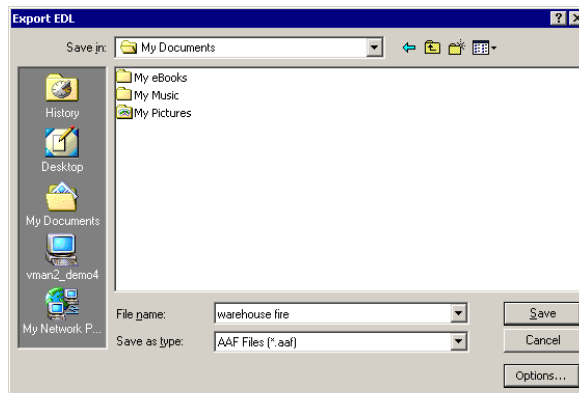 Export EDL
Save in: My Documents
My eBooks
My Music
My Pictures
History
Desktop
My Documents
vman2_demo4
My Network P...
File name: warehouse fire
Save as type: AAF Files (*.aaf)
Save
Cancel
Options...